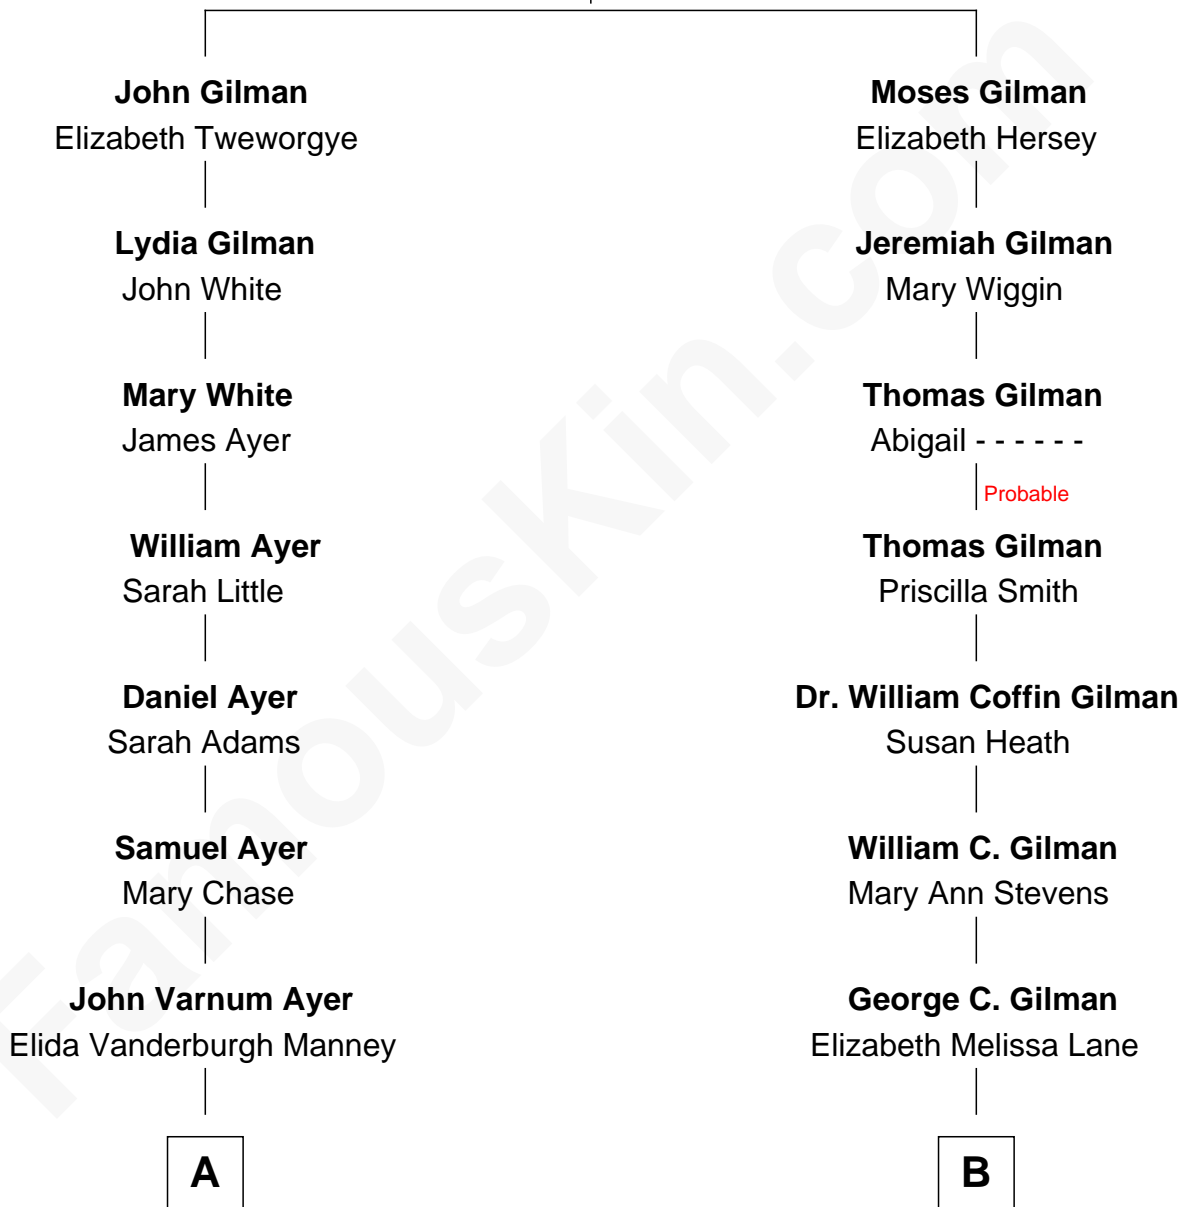 John Gilman
Elizabeth Tweworgye
Moses Gilman
Elizabeth Hersey
Lydia Gilman
John White
Jeremiah Gilman
Mary Wiggin
Mary White
James Ayer
Thomas Gilman
Abigail - - - - - -
Probable
William Ayer
Sarah Little
Thomas Gilman
Priscilla Smith
Daniel Ayer
Sarah Adams
Dr. William Coffin Gilman
Susan Heath
Samuel Ayer
Mary Chase
William C. Gilman
Mary Ann Stevens
John Varnum Ayer
Elida Vanderburgh Manney
George C. Gilman
Elizabeth Melissa Lane
A
B
FamousKin.com